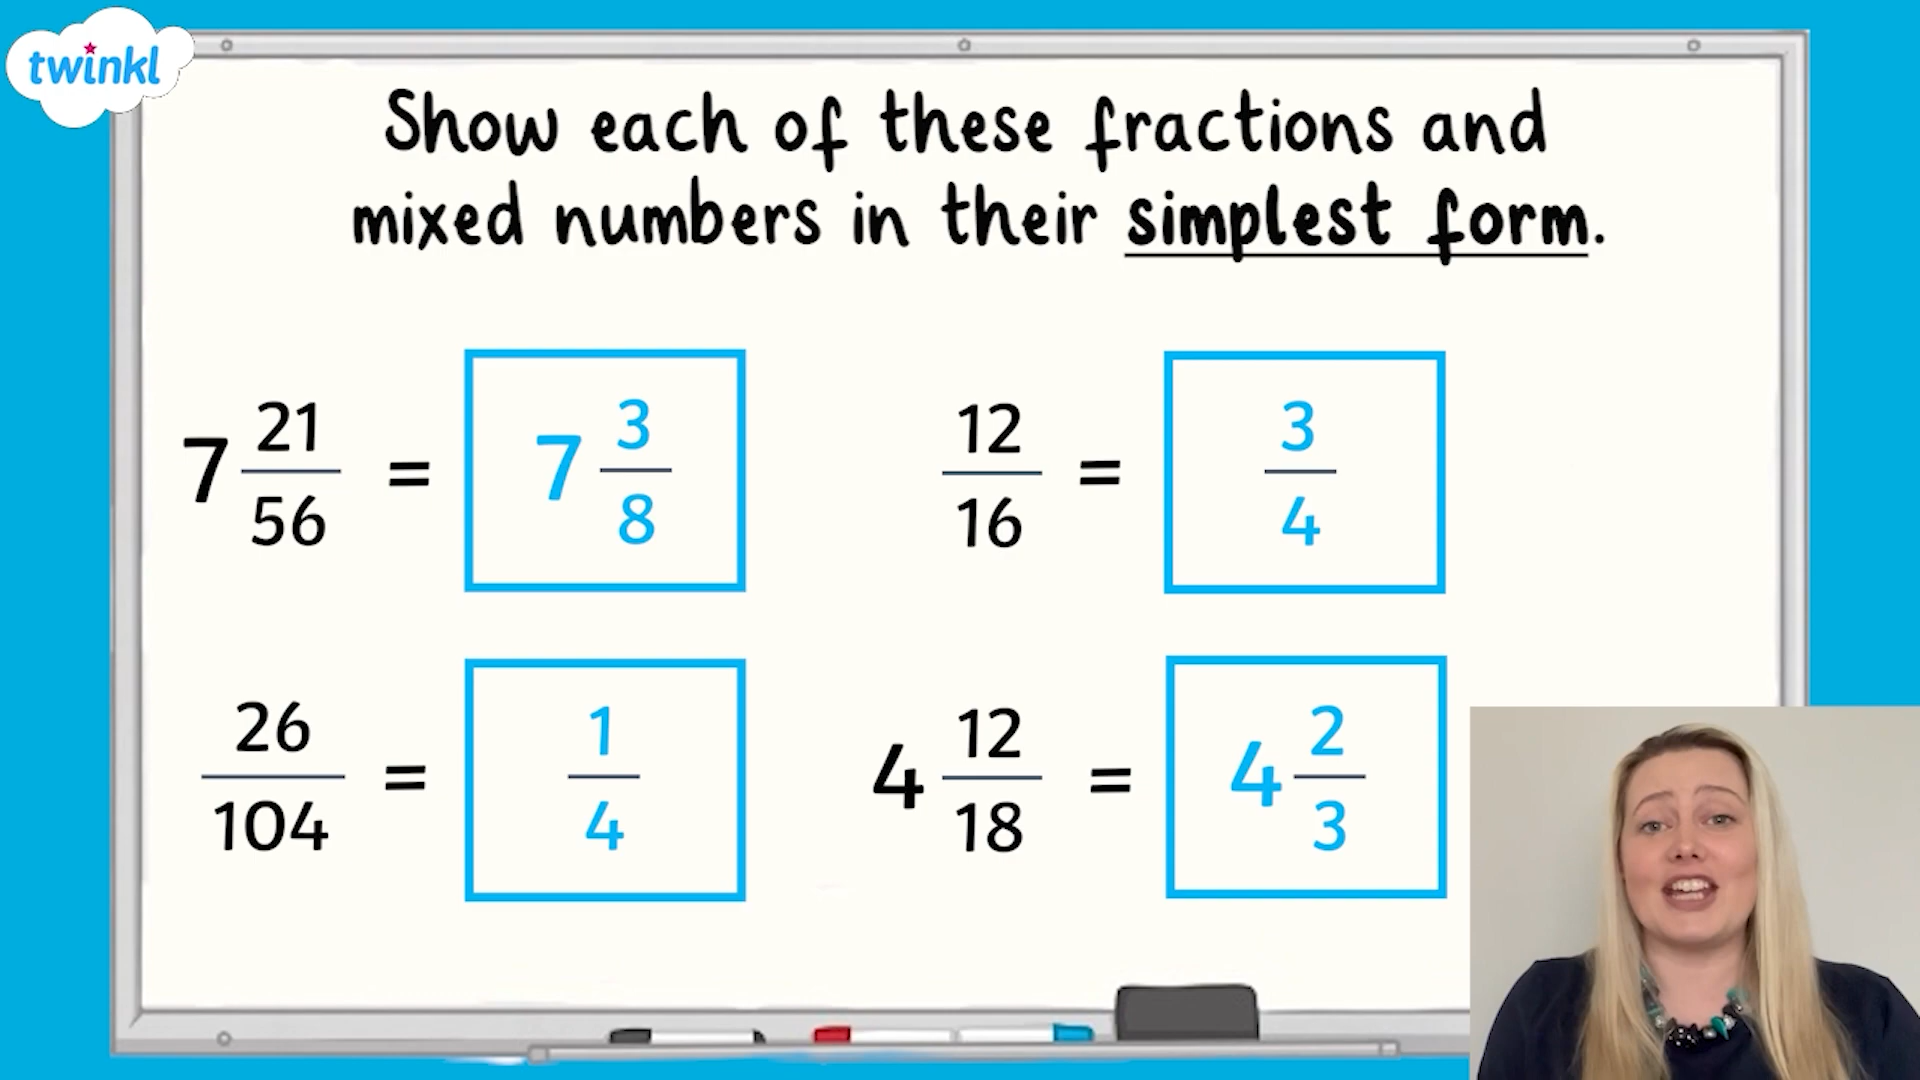 twinkl
Show each of these fractions and
mixed numbers in their simplest form.
7 21/56 = 7 3/8
12/16 = 3/4
26/104 = 1/4
4 12/18 = 4 2/3